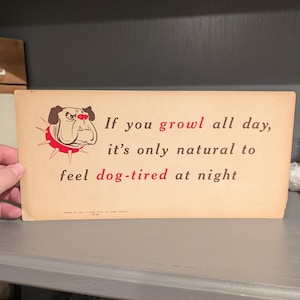 If you growl all day,
it's only natural to
feel dog-tired at night